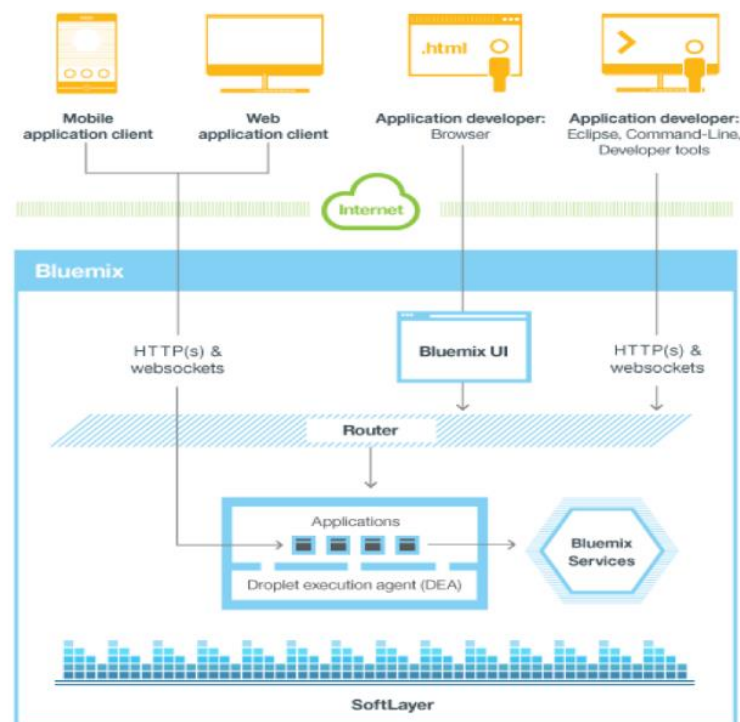 .html
Mobile
application client
Web
application client
Application developer:
Browser
Application developer:
Eclipse, Command-Line,
Developer tools
Internet
Bluemix
HTTP(s) &
websockets
Bluemix UI
HTTP(s) &
websockets
Router
Applications
Droplet execution agent (DEA)
Bluemix
Services
SoftLayer